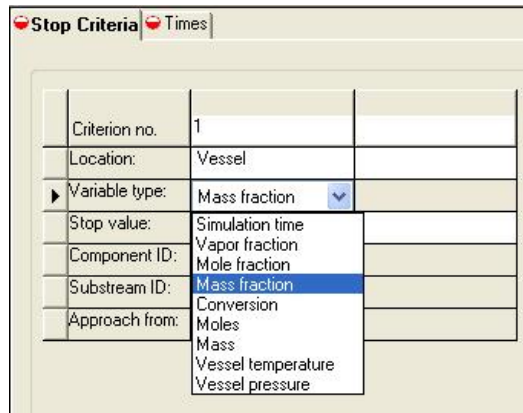 Stop Criteria Times
Criterion no. 1
Location: Vessel
Variable type: Mass fraction
Stop value:
Component ID:
Substream ID:
Approach from:
Simulation time
Vapor fraction
Mole fraction
Mass fraction
Conversion
Moles
Mass
Vessel temperature
Vessel pressure